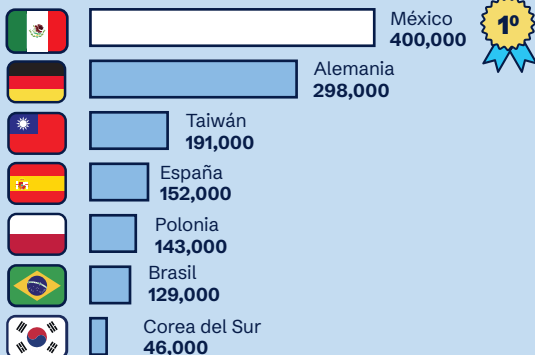 México
400,000
1º
Alemania
298,000
Taiwán
191,000
España
152,000
Polonia
143,000
Brasil
129,000
Corea del Sur
46,000